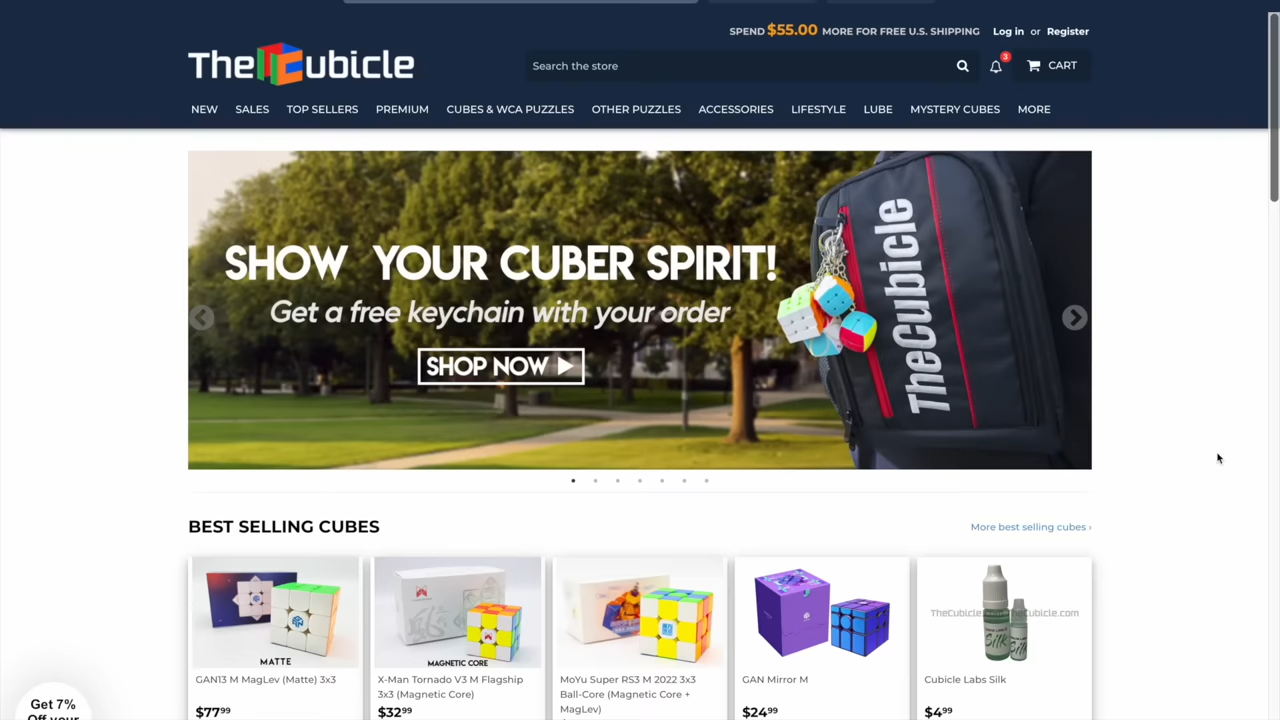 SPEND $55.00 MORE FOR FREE U.S. SHIPPING Log in or Register
TheCubicle
Search the store
3
CART
NEW SALES TOP SELLERS PREMIUM CUBES & WCA PUZZLES OTHER PUZZLES ACCESSORIES LIFESTYLE LUBE MYSTERY CUBES MORE
SHOW YOUR CUBER SPIRIT!
Get a free keychain with your order
SHOP NOW
TheCubicle
BEST SELLING CUBES
More best selling cubes ›
MATTE
MAGNETIC CORE
Silk
Silk
GAN13 M MagLev (Matte) 3x3
$77.99
X-Man Tornado V3 M Flagship
3x3 (Magnetic Core)
$32.99
MoYu Super RS3 M 2022 3x3
Ball-Core (Magnetic Core +
MagLev)
GAN Mirror M
$24.99
Cubicle Labs Silk
$4.99
Get 7%
Off your